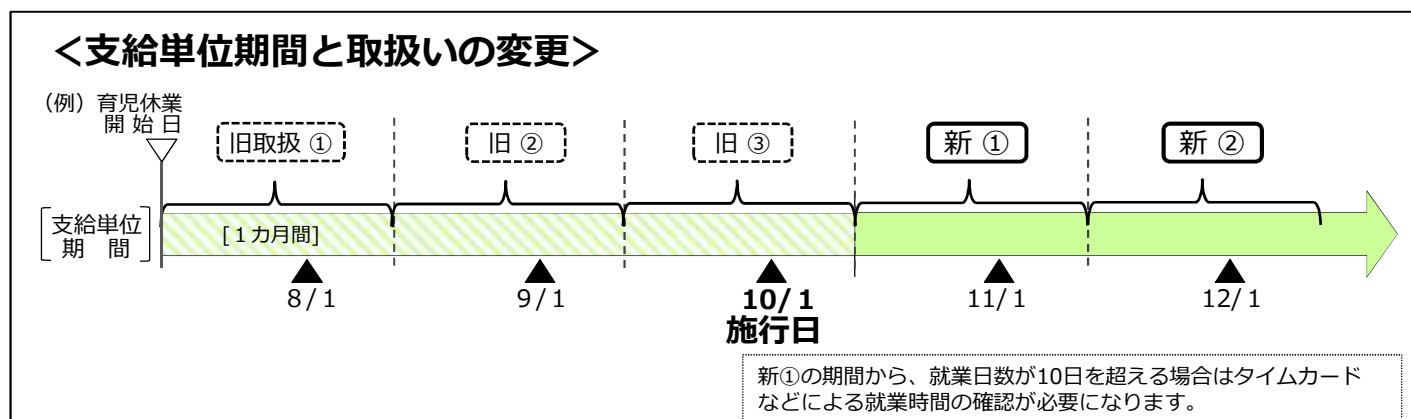 ＜支給単位期間と取扱いの変更＞
（例）育児休業
開 始 日
旧取扱 ①
旧 ②
旧 ③
新 ①
新 ②
支給単位
期　間
[１カ月間]
8/１
9/１
10/１
11/１
12/１
施行日
新①の期間から、就業日数が10日を超える場合はタイムカード
などによる就業時間の確認が必要になります。